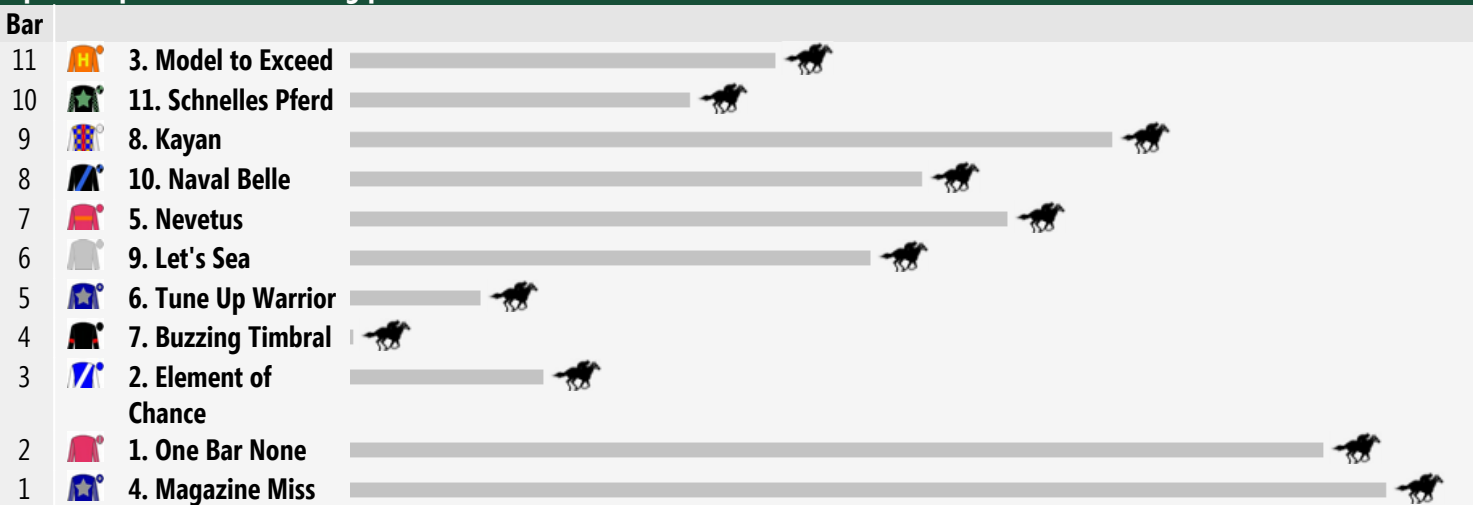 Bar
11 H 3. Model to Exceed
10 11. Schnelles Pferd
9 8. Kayan
8 10. Naval Belle
7 5. Nevetus
6 9. Let's Sea
5 6. Tune Up Warrior
4 7. Buzzing Timbral
3 2. Element of
Chance
2 1. One Bar None
1 4. Magazine Miss